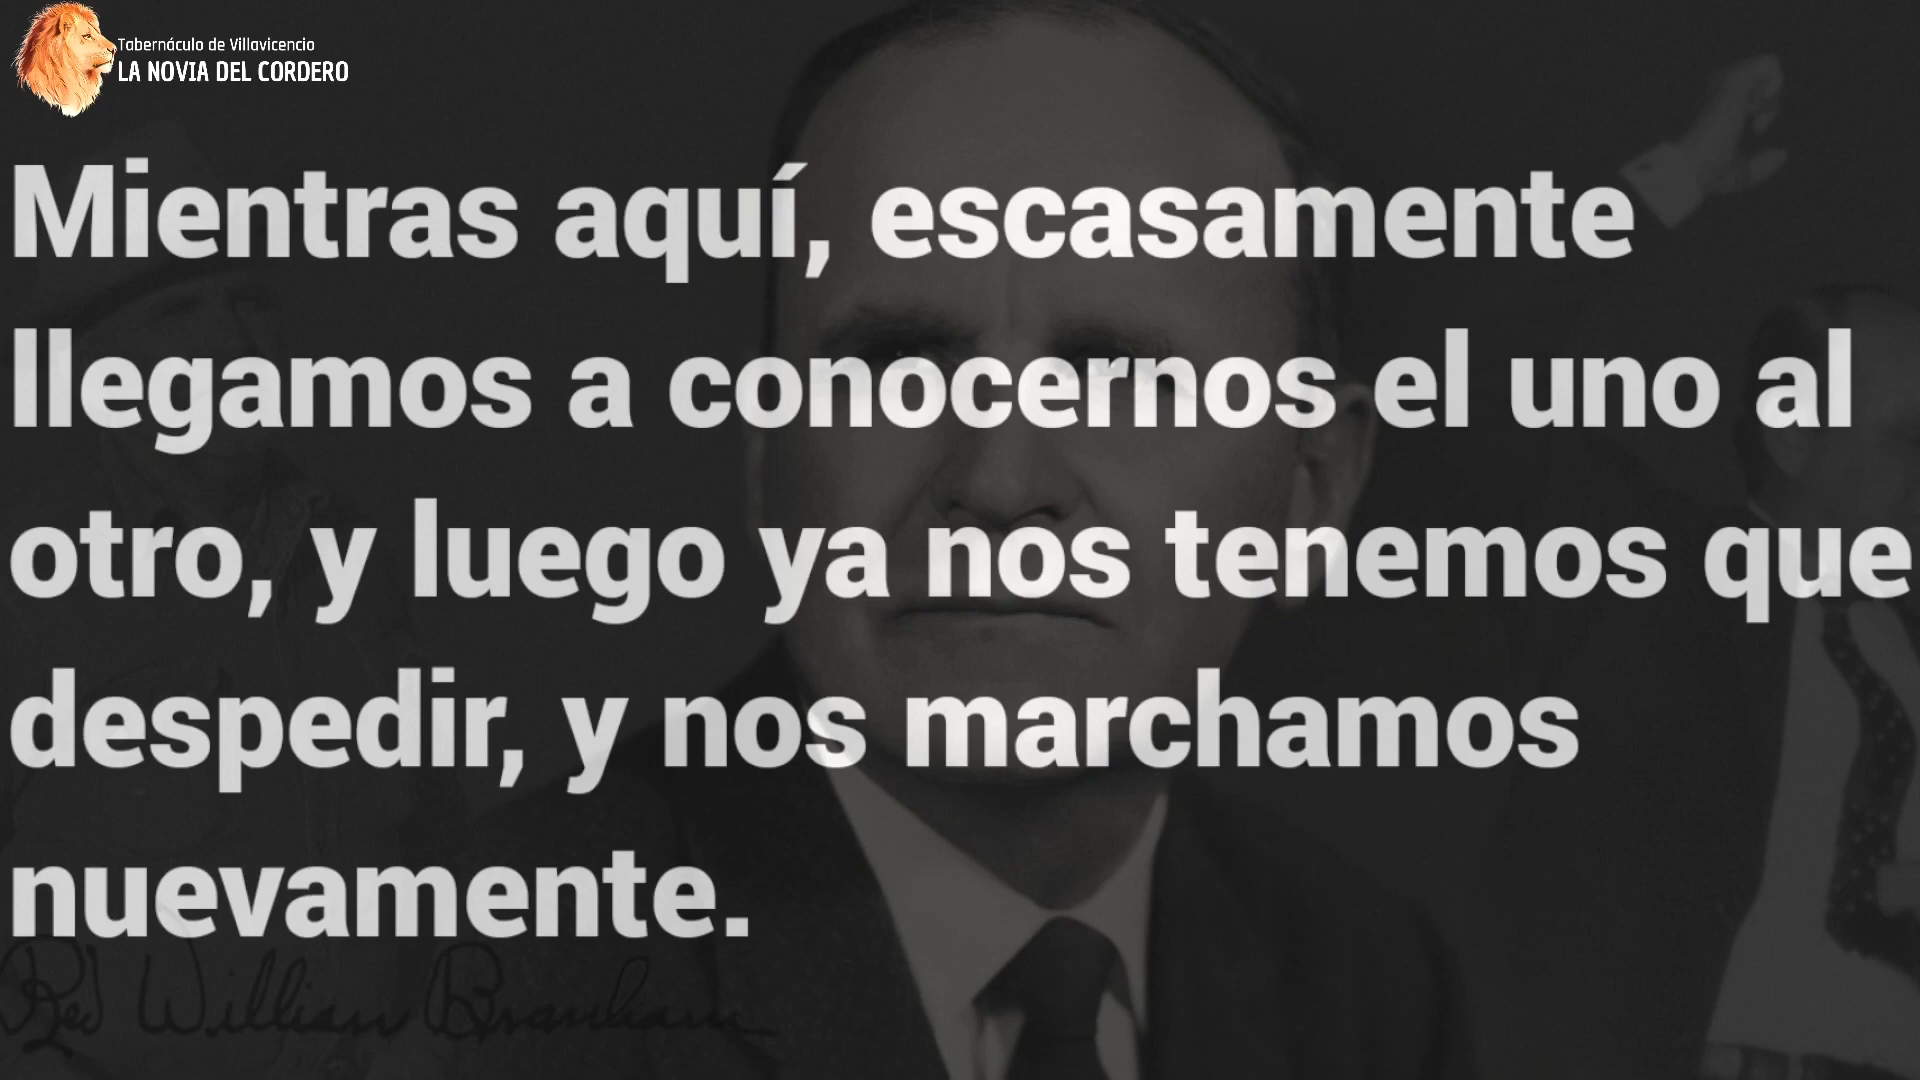 Tabernáculo de Villavicencio
LA NOVIA DEL CORDERO
Mientras aquí, escasamente
llegamos a conocernos el uno al
otro, y luego ya nos tenemos que
despedir, y nos marchamos
nuevamente.
Rev William Branham